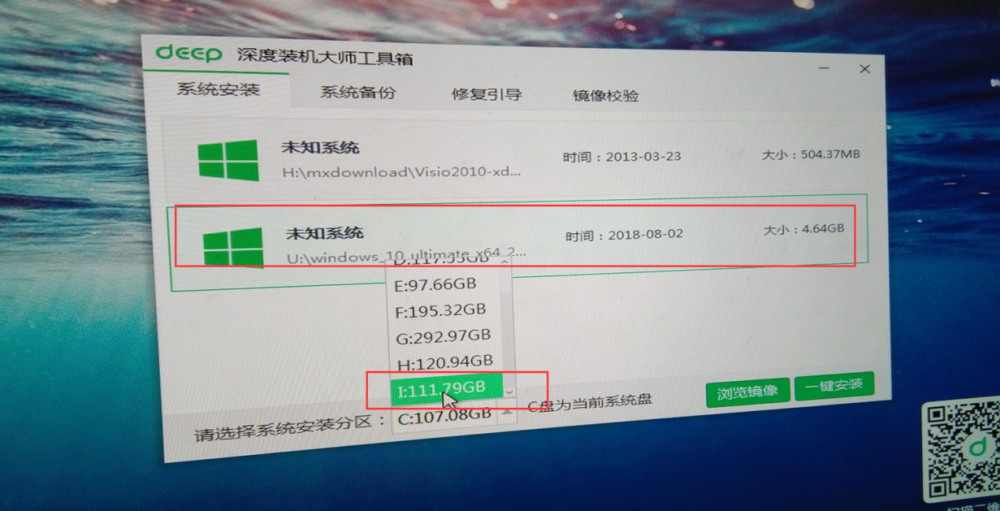 deep 深度装机大师工具箱
系统安装 系统备份 修复引导 镜像校验
未知系统
H:\mxdownload\Visio2010-xd...
时间：2013-03-23
大小：504.37MB
未知系统
U:\windows_10_ultimate_x64_2...
时间：2018-08-02
大小：4.64GB
E:97.66GB
F:195.32GB
G:292.97GB
H:120.94GB
I:111.79GB
请选择系统安装分区： C:107.08GB C盘为当前系统盘
浏览镜像 一键安装